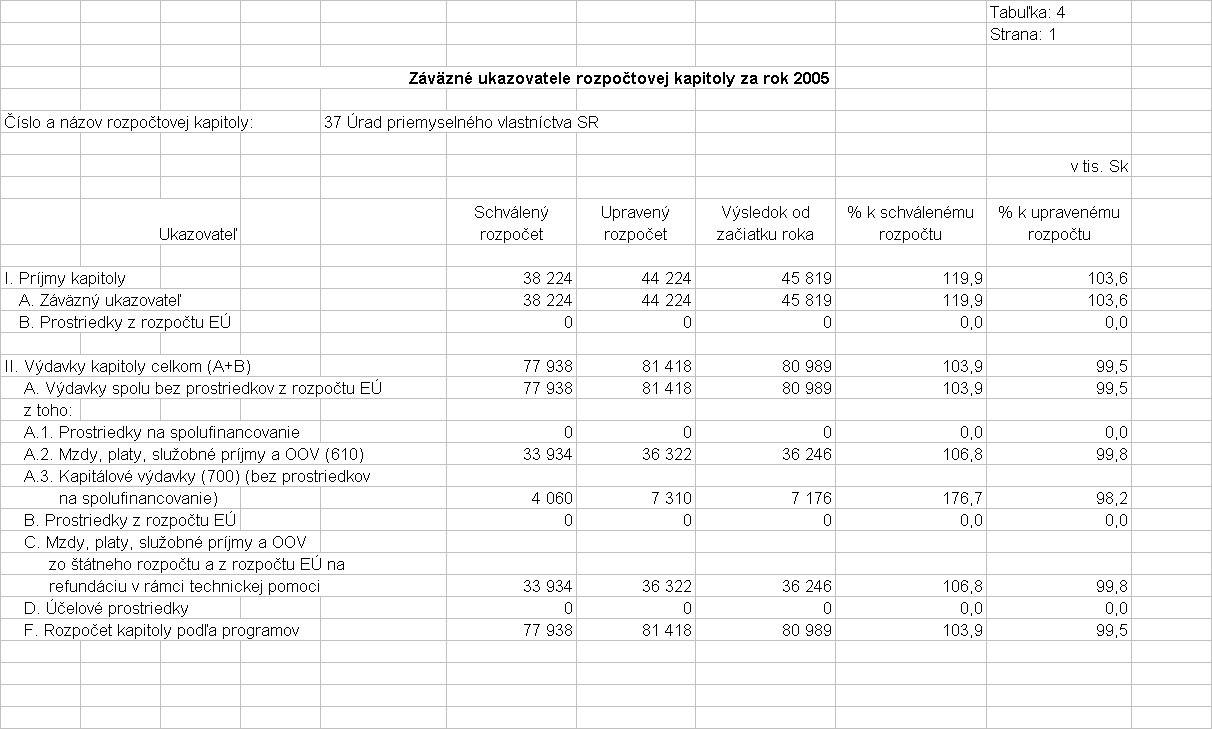 Tabuľka: 4
Strana: 1
Záväzné ukazovatele rozpočtovej kapitoly za rok 2005
Číslo a názov rozpočtovej kapitoly: 37 Úrad priemyselného vlastníctva SR
v tis. Sk
Schválený Upravený Výsledok od % k schválenému % k upravenému
Ukazovateľ rozpočet rozpočet začiatku roka rozpočtu rozpočtu
I. Príjmy kapitoly 38 224 44 224 45 819 119,9 103,6
A. Záväzný ukazovateľ 38 224 44 224 45 819 119,9 103,6
B. Prostriedky z rozpočtu EÚ 0 0 0 0,0 0,0
II. Výdavky kapitoly celkom (A+B) 77 938 81 418 80 989 103,9 99,5
A. Výdavky spolu bez prostriedkov z rozpočtu EÚ 77 938 81 418 80 989 103,9 99,5
z toho:
A.1. Prostriedky na spolufinancovanie 0 0 0 0,0 0,0
A.2. Mzdy, platy, služobné príjmy a OOV (610) 33 934 36 322 36 246 106,8 99,8
A.3. Kapitálové výdavky (700) (bez prostriedkov
na spolufinancovanie) 4 060 7 310 7 176 176,7 98,2
B. Prostriedky z rozpočtu EÚ 0 0 0 0,0 0,0
C. Mzdy, platy, služobné príjmy a OOV
zo štátneho rozpočtu a z rozpočtu EÚ na
refundáciu v rámci technickej pomoci 33 934 36 322 36 246 106,8 99,8
D. Účelové prostriedky 0 0 0 0,0 0,0
F. Rozpočet kapitoly podľa programov 77 938 81 418 80 989 103,9 99,5